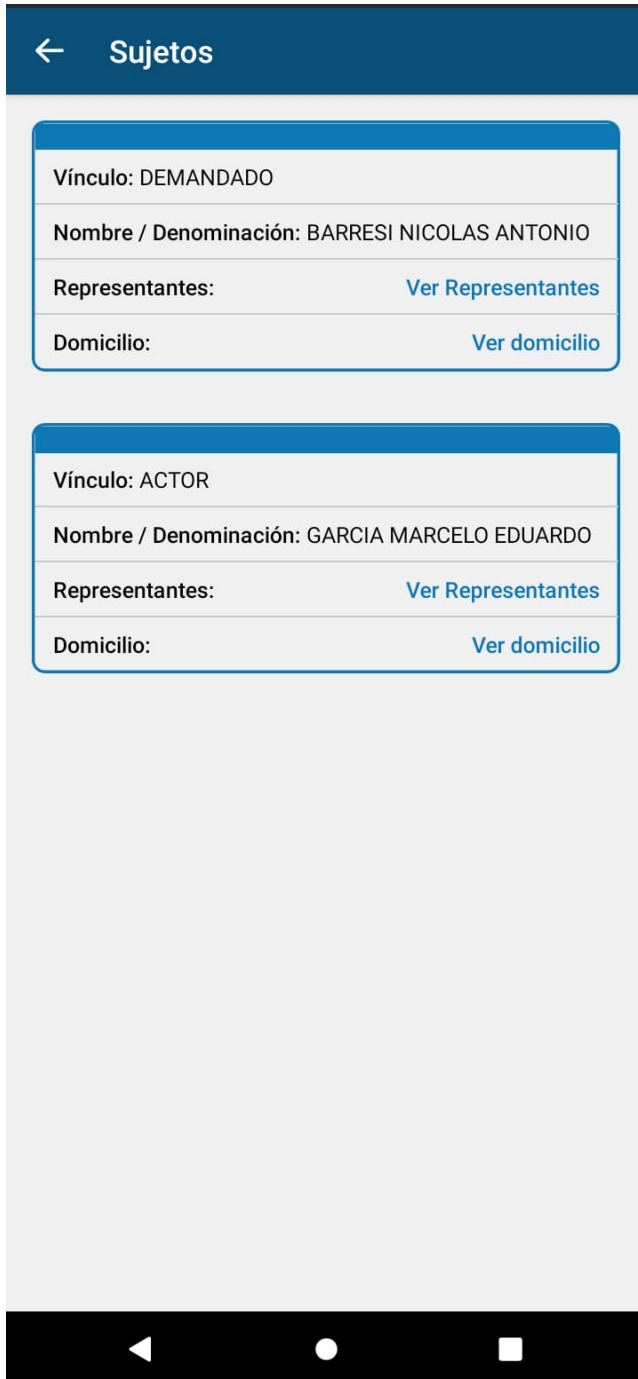 Sujetos
Vínculo: DEMANDADO
Nombre / Denominación: BARRESI NICOLAS ANTONIO
Representantes: Ver Representantes
Domicilio: Ver domicilio
Vínculo: ACTOR
Nombre / Denominación: GARCIA MARCELO EDUARDO
Representantes: Ver Representantes
Domicilio: Ver domicilio